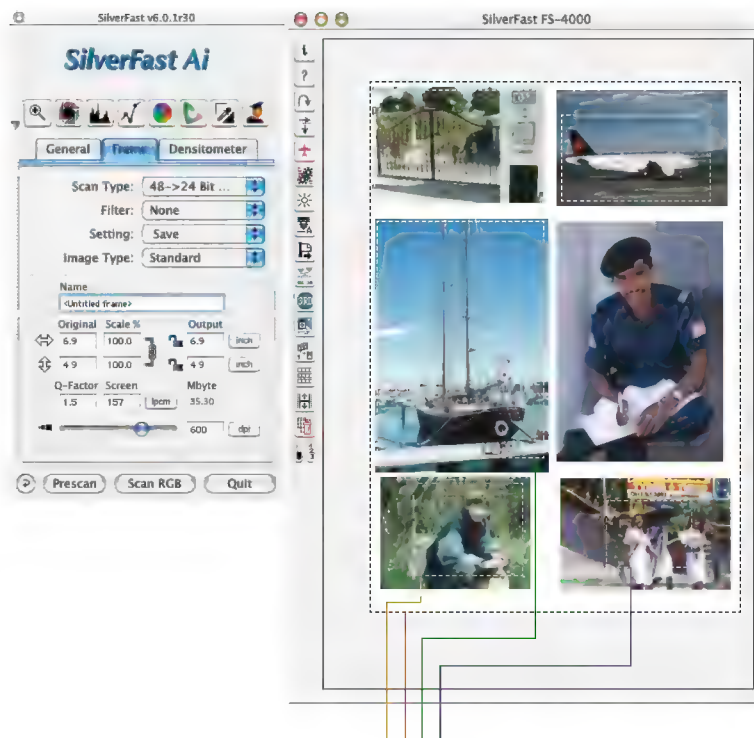 SilverFast v6.0.1r30
SilverFast FS-4000
SilverFast Ai
General Frame Densitometer
Scan Type: 48->24 Bit ...
Filter: None
Setting: Save
Image Type: Standard
Name
<Untitled frame>
Original Scale % Output
6.9 100.0 6.9 inch
4.9 100.0 4.9 inch
Q-Factor Screen Mbyte
1.5 157 lpcm 35.30
600 dpi
Prescan Scan RGB Quit